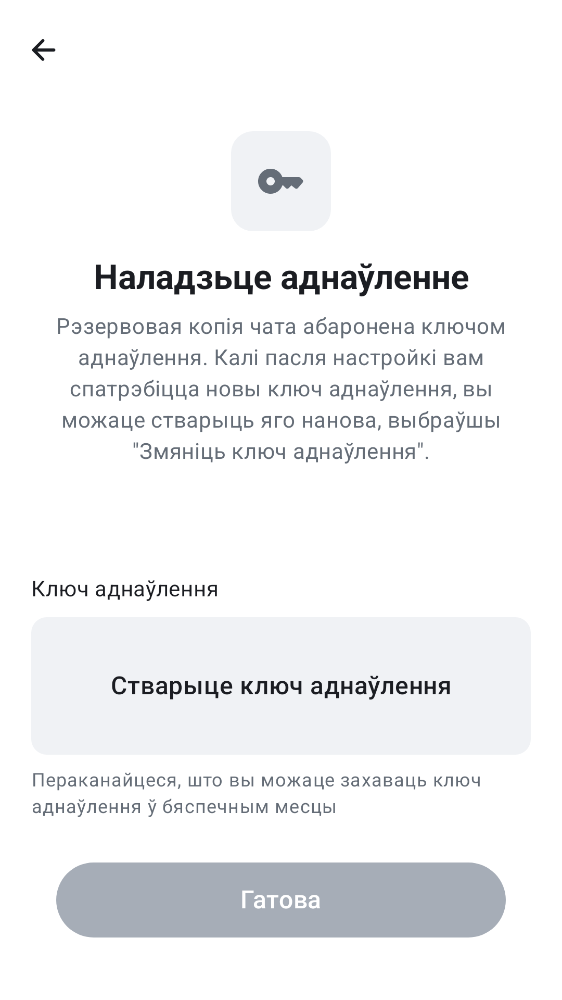 Наладзьце аднаўленне
Рэзервовая копія чата абаронена ключом
аднаўлення. Калі пасля настройкі вам
спатрэбіцца новы ключ аднаўлення, вы
можаце стварыць яго нанова, выбраўшы
"Змяніць ключ аднаўлення".
Ключ аднаўлення
Стварыце ключ аднаўлення
Пераканайцеся, што вы можаце захаваць ключ
аднаўлення ў бяспечным месцы
Гатова